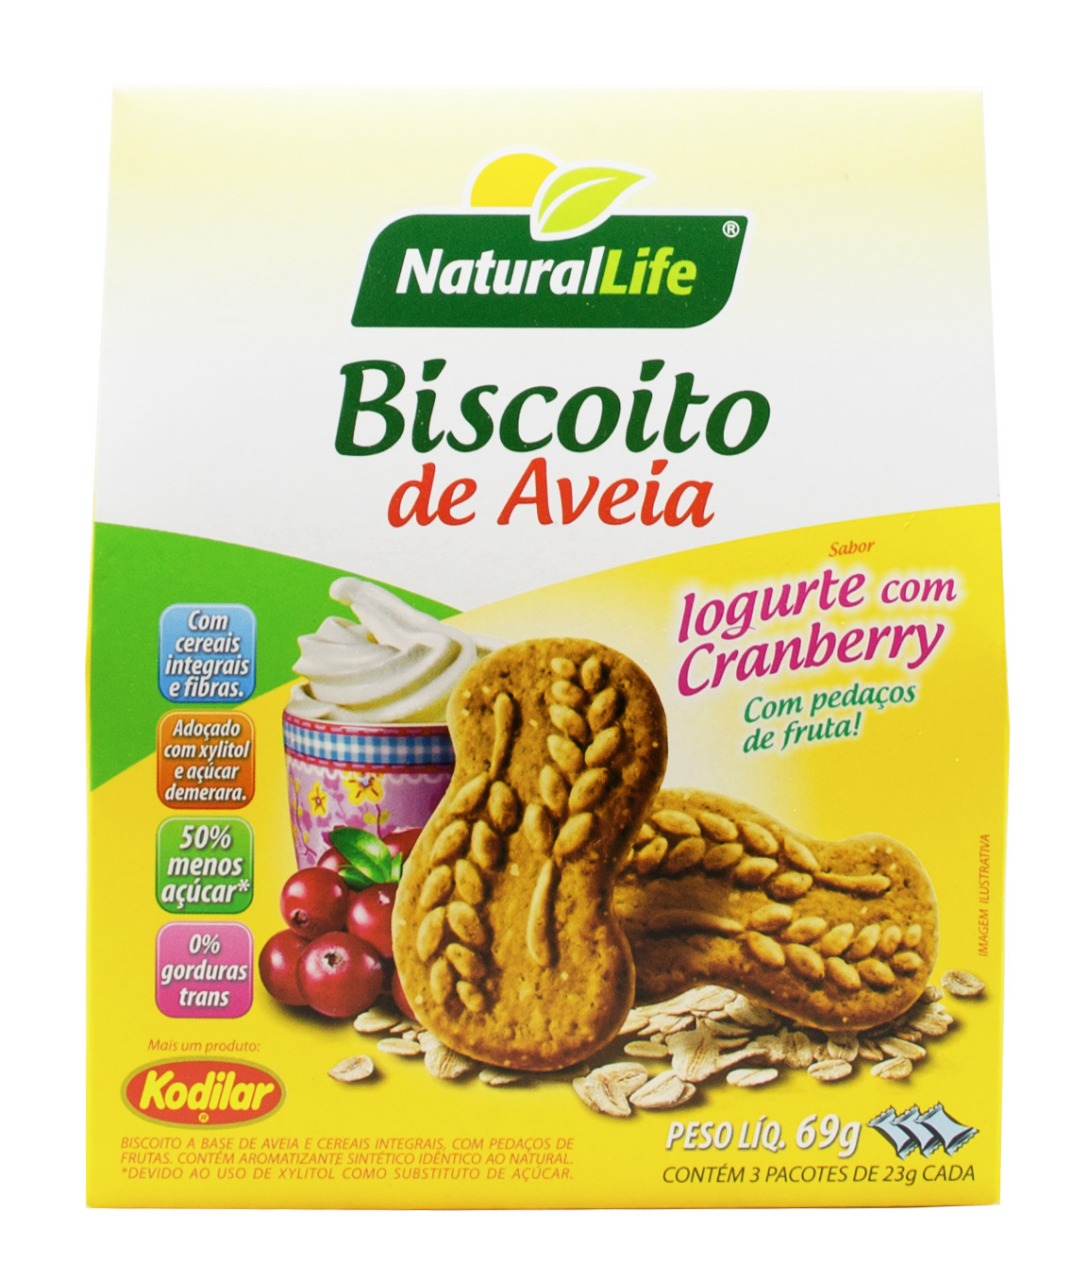 NaturalLife®
Biscoito
de Aveia
Sabor
Iogurte com
Cranberry
Com pedaços
de fruta!
Com
cereais
integrais
e fibras.
Adoçado
com xylitol
e açúcar
demerara.
50%
menos
açúcar*
0%
gorduras
trans
IMAGEM ILUSTRATIVA
Mais um produto:
Kodilar
®
BISCOITO A BASE DE AVEIA E CEREAIS INTEGRAIS, COM PEDAÇOS DE
FRUTAS. CONTÉM AROMATIZANTE SINTÉTICO IDÊNTICO AO NATURAL.
*DEVIDO AO USO DE XYLITOL COMO SUBSTITUTO DE AÇÚCAR.
PESO LÍQ. 69g
CONTÉM 3 PACOTES DE 23g CADA